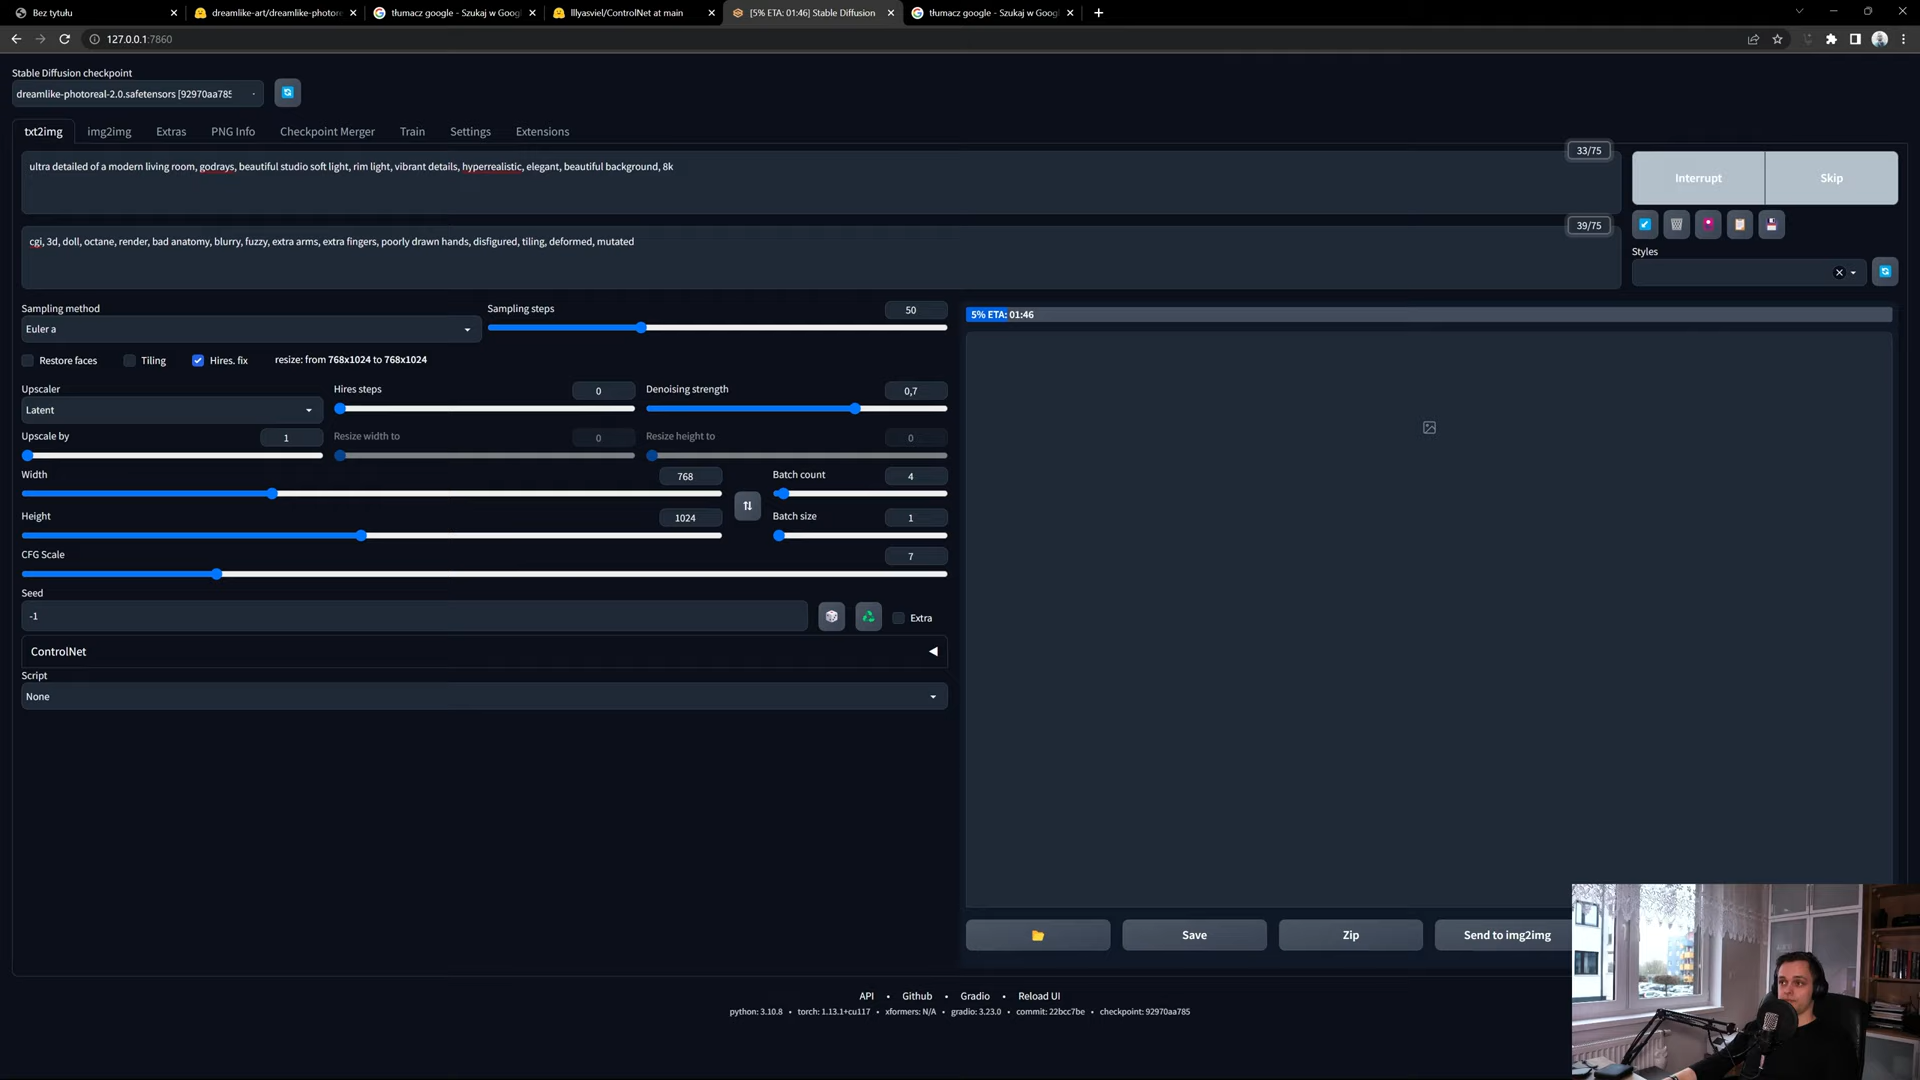 Bez tytułu
dreamlike-art/dreamlike-photore
tłumacz google - Szukaj w Goog
lllyasviel/ControlNet at main
[5% ETA: 01:46] Stable Diffusion
tłumacz google - Szukaj w Goog
127.0.0.1:7860
Stable Diffusion checkpoint
dreamlike-photoreal-2.0.safetensors [92970aa785
txt2img
img2img
Extras
PNG Info
Checkpoint Merger
Train
Settings
Extensions
33/75
ultra detailed of a modern living room, godrays, beautiful studio soft light, rim light, vibrant details, hyperrealistic, elegant, beautiful background, 8k
Interrupt
Skip
39/75
cgi, 3d, doll, octane, render, bad anatomy, blurry, fuzzy, extra arms, extra fingers, poorly drawn hands, disfigured, tiling, deformed, mutated
Styles
Sampling method
Euler a
Sampling steps
50
5% ETA: 01:46
Restore faces
Tiling
Hires. fix
resize: from 768x1024 to 768x1024
Upscaler
Latent
Hires steps
0
Denoising strength
0,7
Upscale by
1
Resize width to
0
Resize height to
0
Width
768
Batch count
4
Height
1024
Batch size
1
CFG Scale
7
Seed
-1
Extra
ControlNet
Script
None
Save
Zip
Send to img2img
API • Github • Gradio • Reload UI
python: 3.10.8 • torch: 1.13.1+cu117 • xformers: N/A • gradio: 3.23.0 • commit: 22bcc7be • checkpoint: 92970aa785